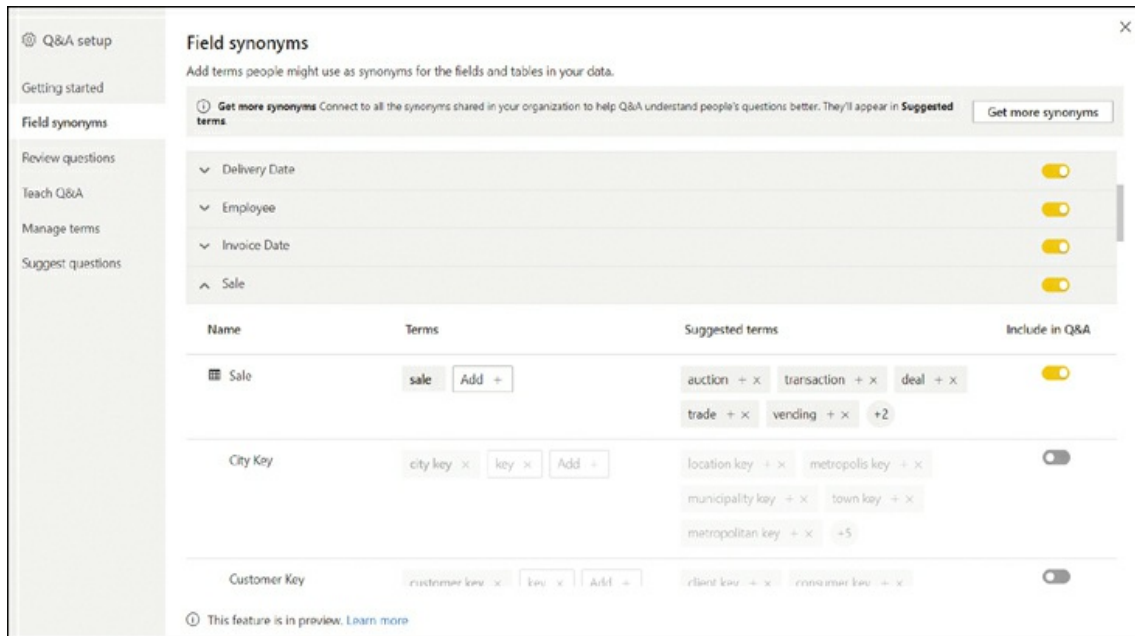 Q&A setup
Getting started
Field synonyms
Review questions
Teach Q&A
Manage terms
Suggest questions
Field synonyms
Add terms people might use as synonyms for the fields and tables in your data.
Get more synonyms Connect to all the synonyms shared in your organization to help Q&A understand people's questions better. They'll appear in Suggested
terms.
Get more synonyms
Delivery Date
Employee
Invoice Date
Sale
Name Terms Suggested terms Include in Q&A
Sale sale Add + auction + × transaction + × deal + ×
trade + × vending + × +2
City Key city key × key × Add + location key + × metropolis key + ×
municipality key + × town key + ×
metropolitan key + × +5
Customer Key customer key × key × Add + client key + × consumer key + ×
This feature is in preview. Learn more